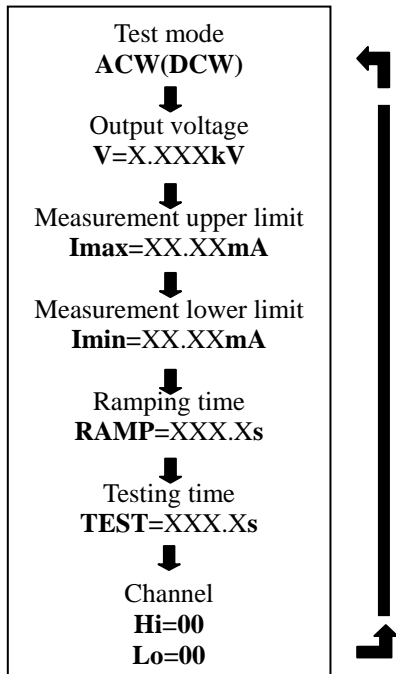 Test mode
ACW(DCW)
Output voltage
V=X.XXXkV
Measurement upper limit
Imax=XX.XXmA
Measurement lower limit
Imin=XX.XXmA
Ramping time
RAMP=XXX.Xs
Testing time
TEST=XXX.Xs
Channel
Hi=00
Lo=00